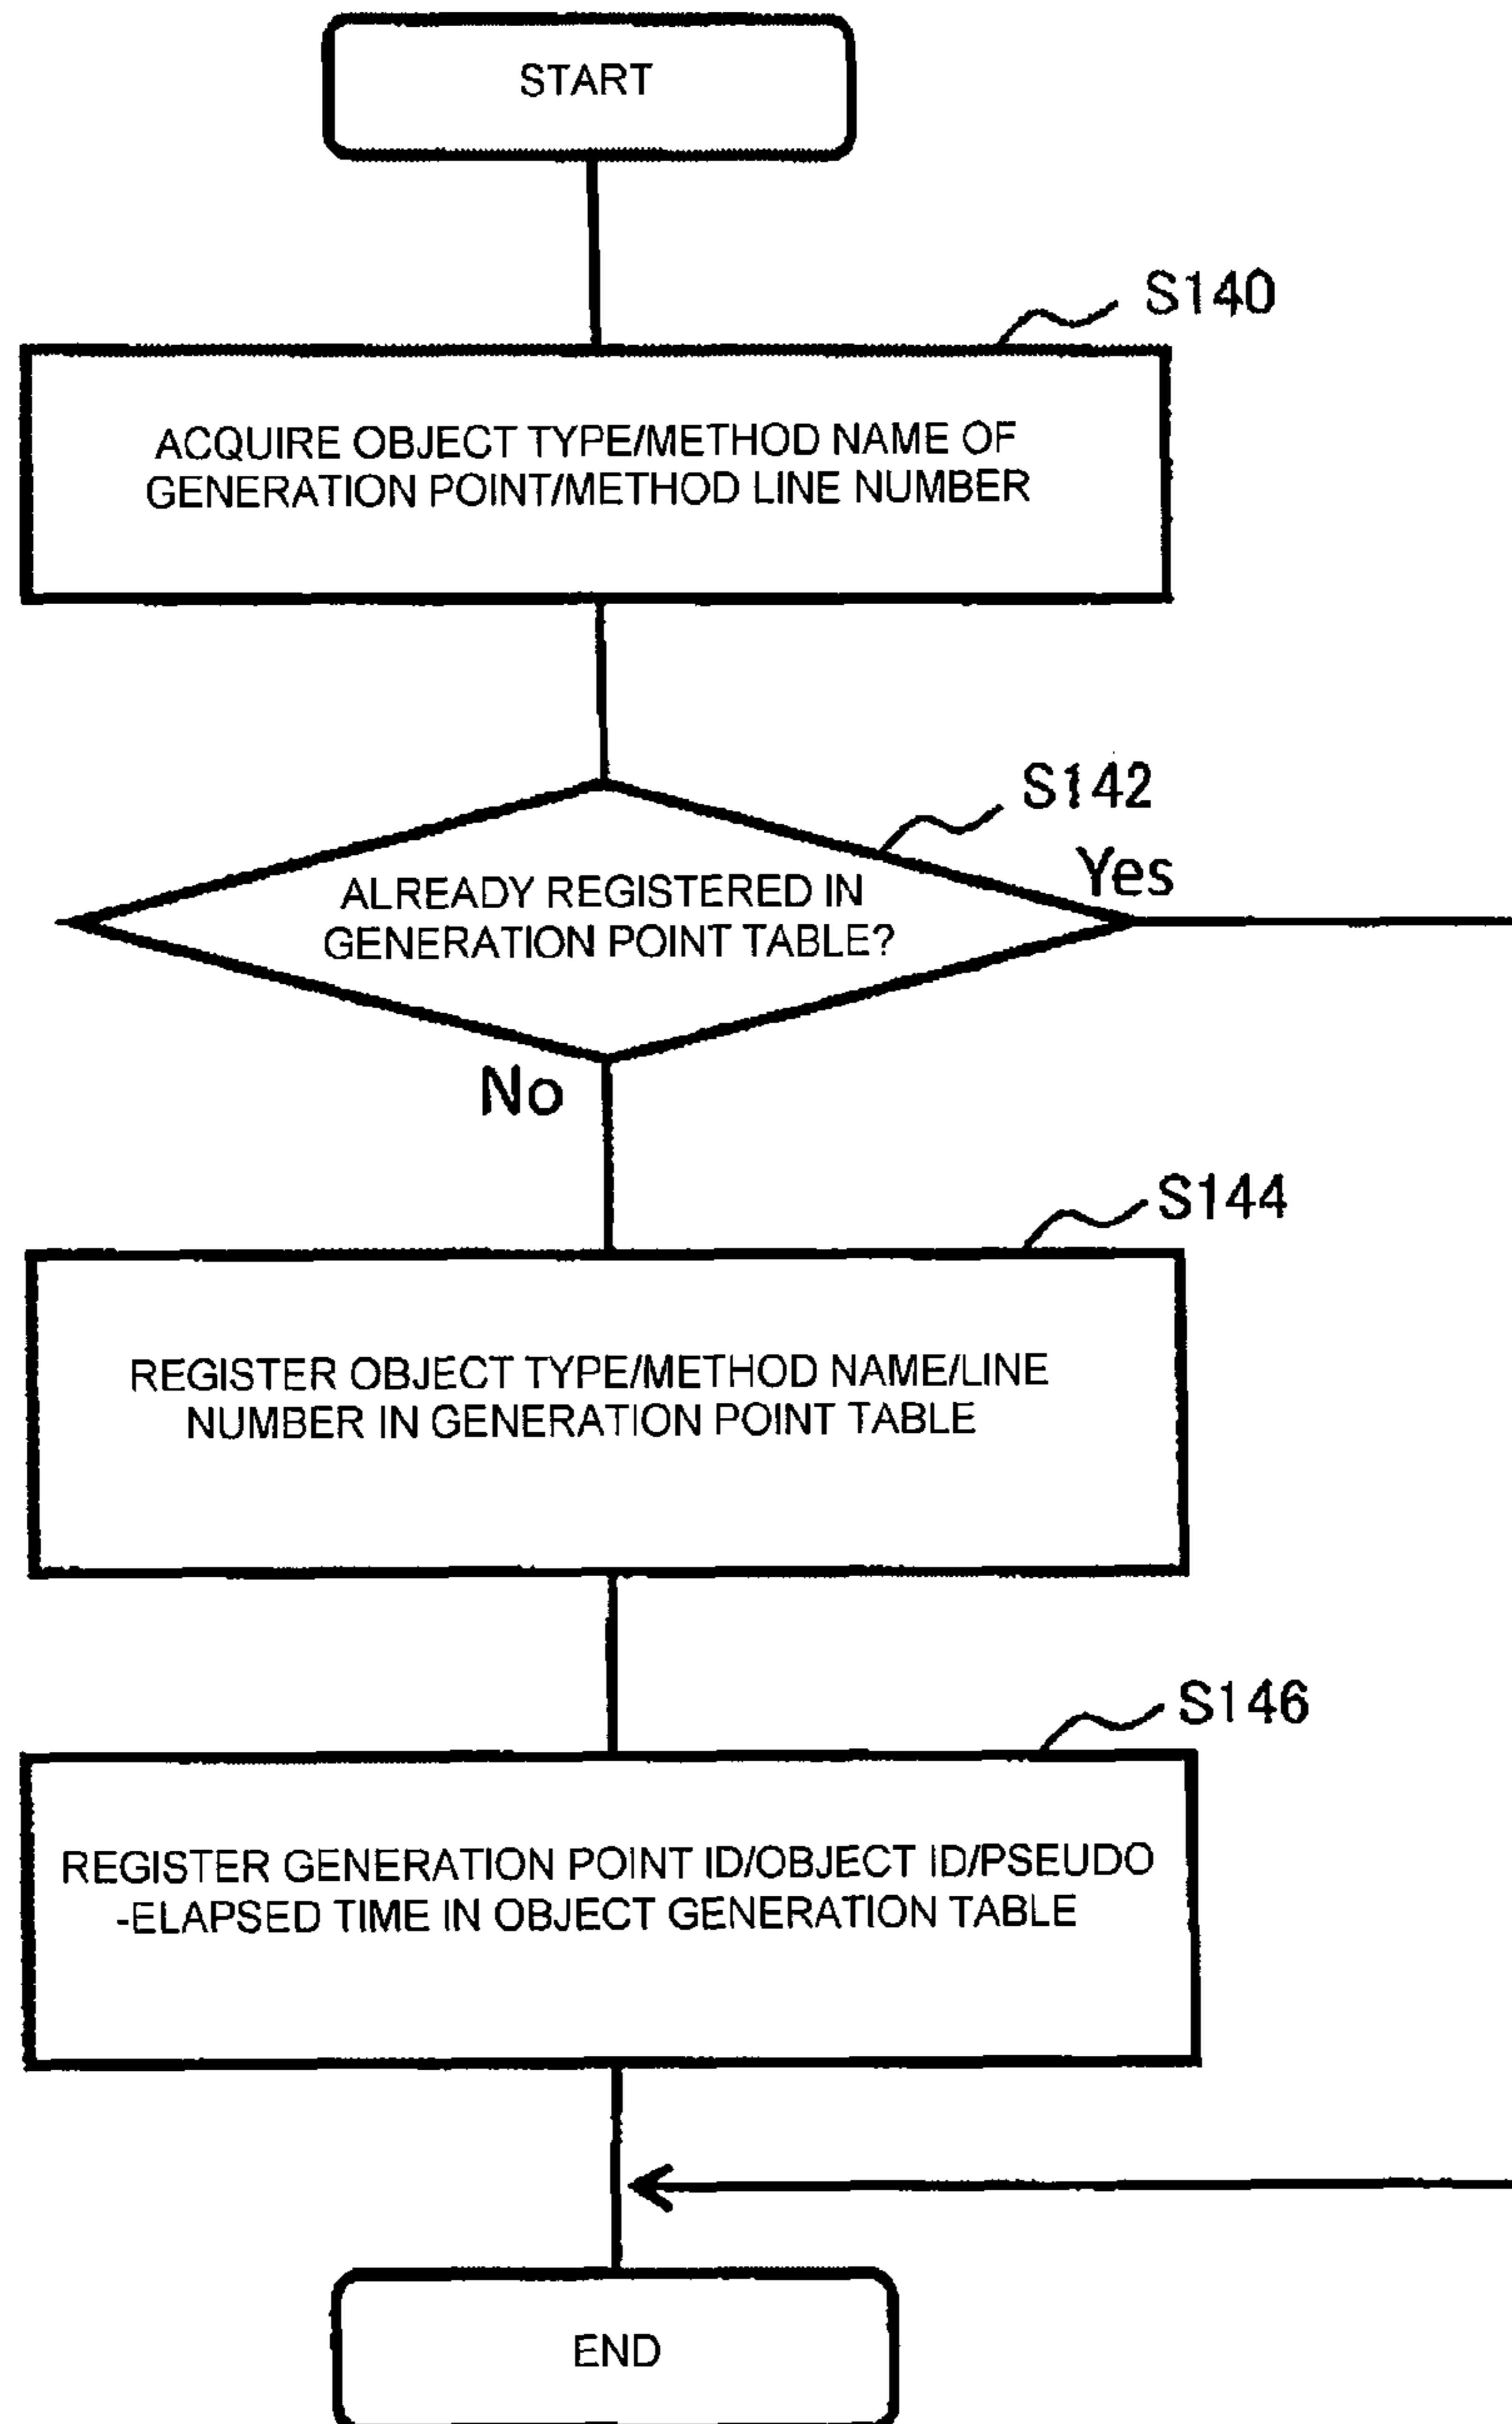 START
S140
ACQUIRE OBJECT TYPE/METHOD NAME OF
GENERATION POINT/METHOD LINE NUMBER
S142
Yes
ALREADY REGISTERED IN
GENERATION POINT TABLE?
No
S144
REGISTER OBJECT TYPE/METHOD NAME/LINE
NUMBER IN GENERATION POINT TABLE
S146
REGISTER GENERATION POINT ID/OBJECT ID/PSEUDO
-ELAPSED TIME IN OBJECT GENERATION TABLE
END